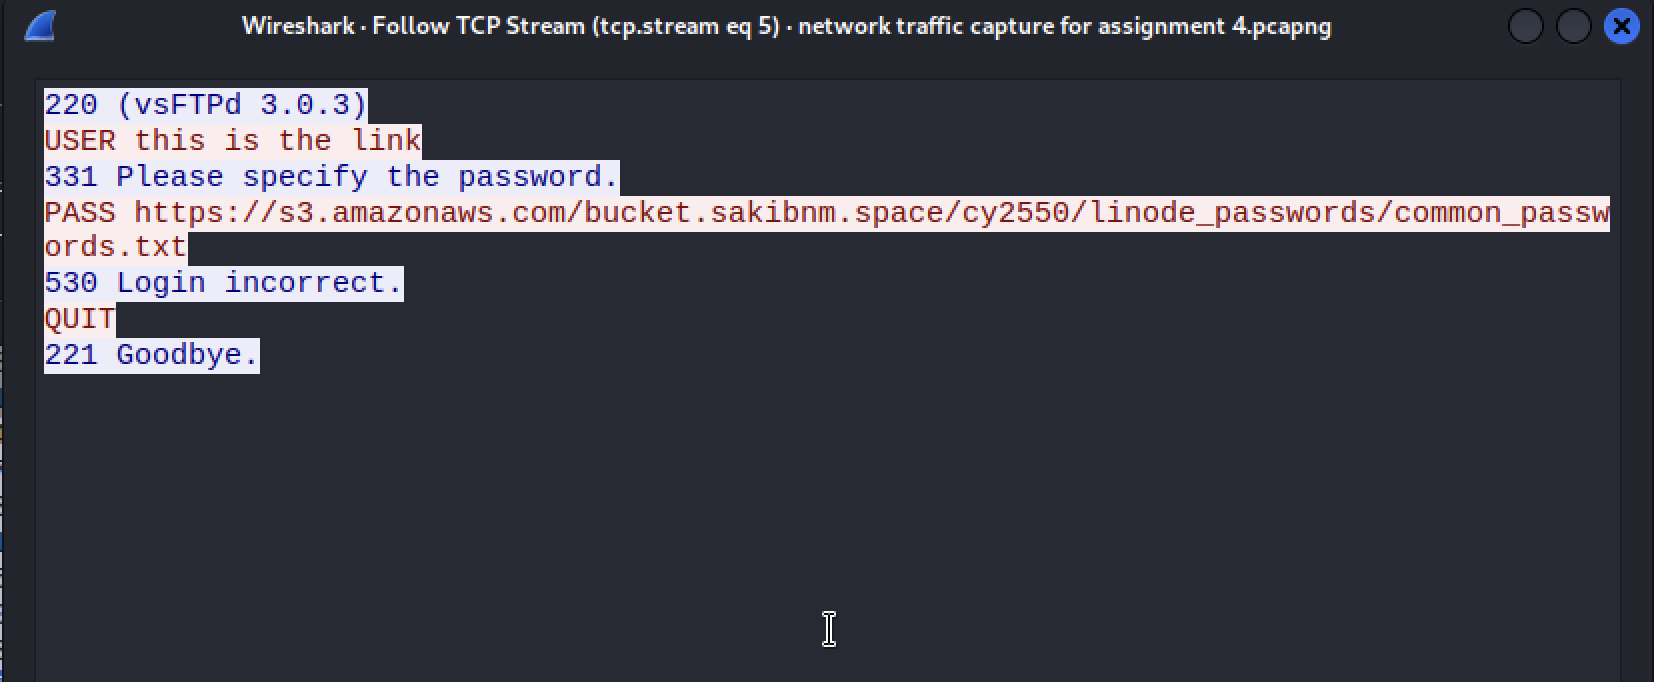 Wireshark · Follow TCP Stream (tcp.stream eq 5) · network traffic capture for assignment 4.pcapng
220 (vsFTPd 3.0.3)
USER this is the link
331 Please specify the password.
PASS https://s3.amazonaws.com/bucket.sakibnm.space/cy2550/linode_passwords/common_passw
ords.txt
530 Login incorrect.
QUIT
221 Goodbye.